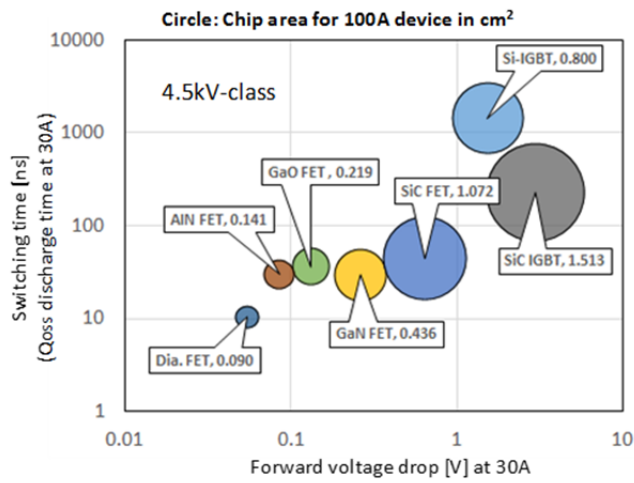 Circle: Chip area for 100A device in cm²
10000
1000
100
10
1
Switching time [ns]
(Qoss discharge time at 30A)
4.5kV-class
Si-IGBT, 0.800
GaO FET, 0.219
SiC FET, 1.072
AlN FET, 0.141
SiC IGBT, 1.513
GaN FET, 0.436
Dia. FET, 0.090
0.01
0.1
1
10
Forward voltage drop [V] at 30A